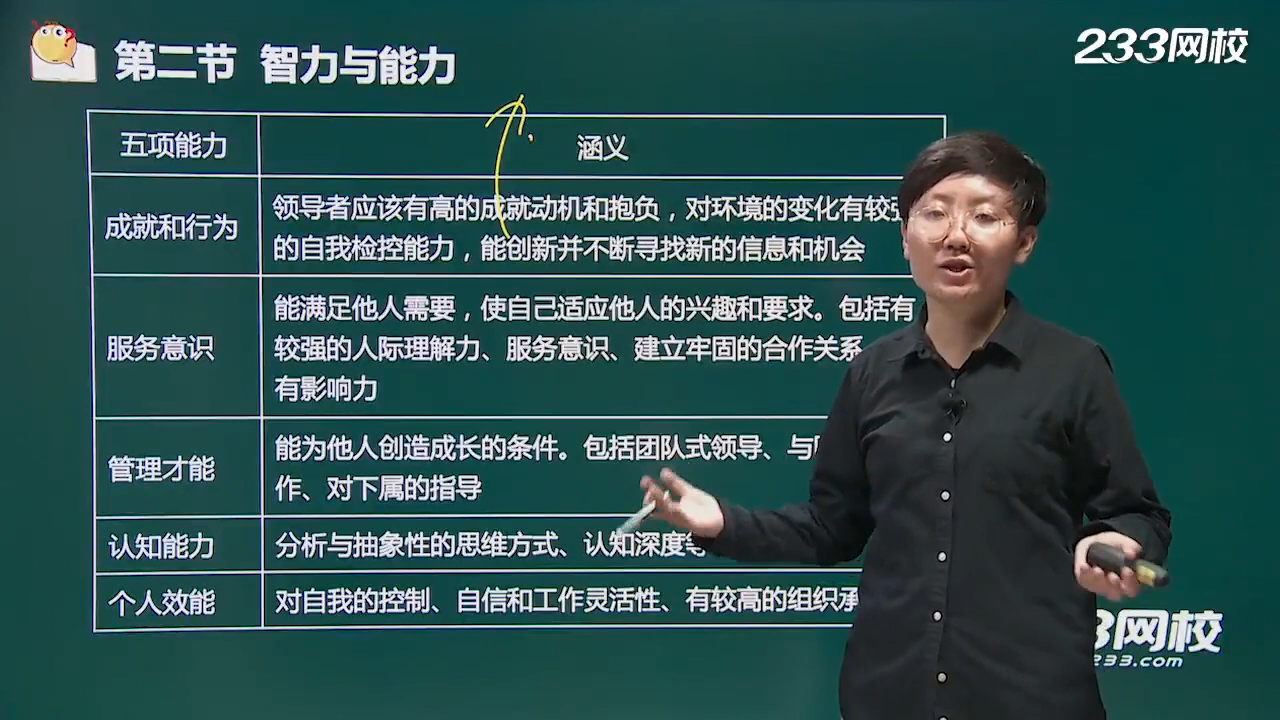 第二节 智力与能力
233网校
五项能力
涵义
成就和行为
领导者应该有高的成就动机和抱负，对环境的变化有较
的自我检控能力，能创新并不断寻找新的信息和机会
服务意识
能满足他人需要，使自己适应他人的兴趣和要求。包括有
较强的人际理解力、服务意识、建立牢固的合作关系
有影响力
管理才能
能为他人创造成长的条件。包括团队式领导、与
作、对下属的指导
认知能力
分析与抽象性的思维方式、认知深度
个人效能
对自我的控制、自信和工作灵活性、有较高的组织承
3网校
233.com